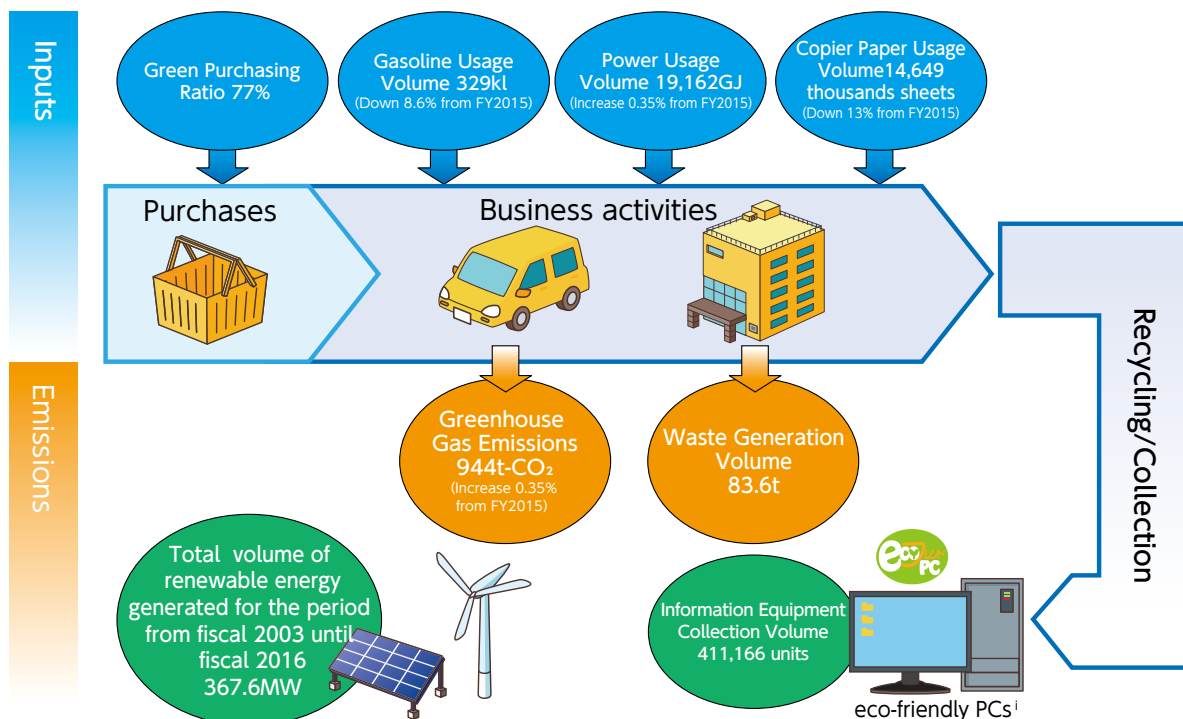 Inputs
Green Purchasing
Ratio 77%
Gasoline Usage
Volume 329kl
(Down 8.6% from FY2015)
Power Usage
Volume 19,162GJ
(Increase 0.35% from FY2015)
Copier Paper Usage
Volume14,649
thousands sheets
(Down 13% from FY2015)
Purchases
Business activities
Recycling/Collection
Emissions
Greenhouse
Gas Emissions
944t-CO₂
(Increase 0.35%
from FY2015)
Waste Generation
Volume
83.6t
Total volume of
renewable energy
generated for the period
from fiscal 2003 until
fiscal 2016
367.6MW
Information Equipment
Collection Volume
411,166 units
PC
eco-friendly PCsⁱ